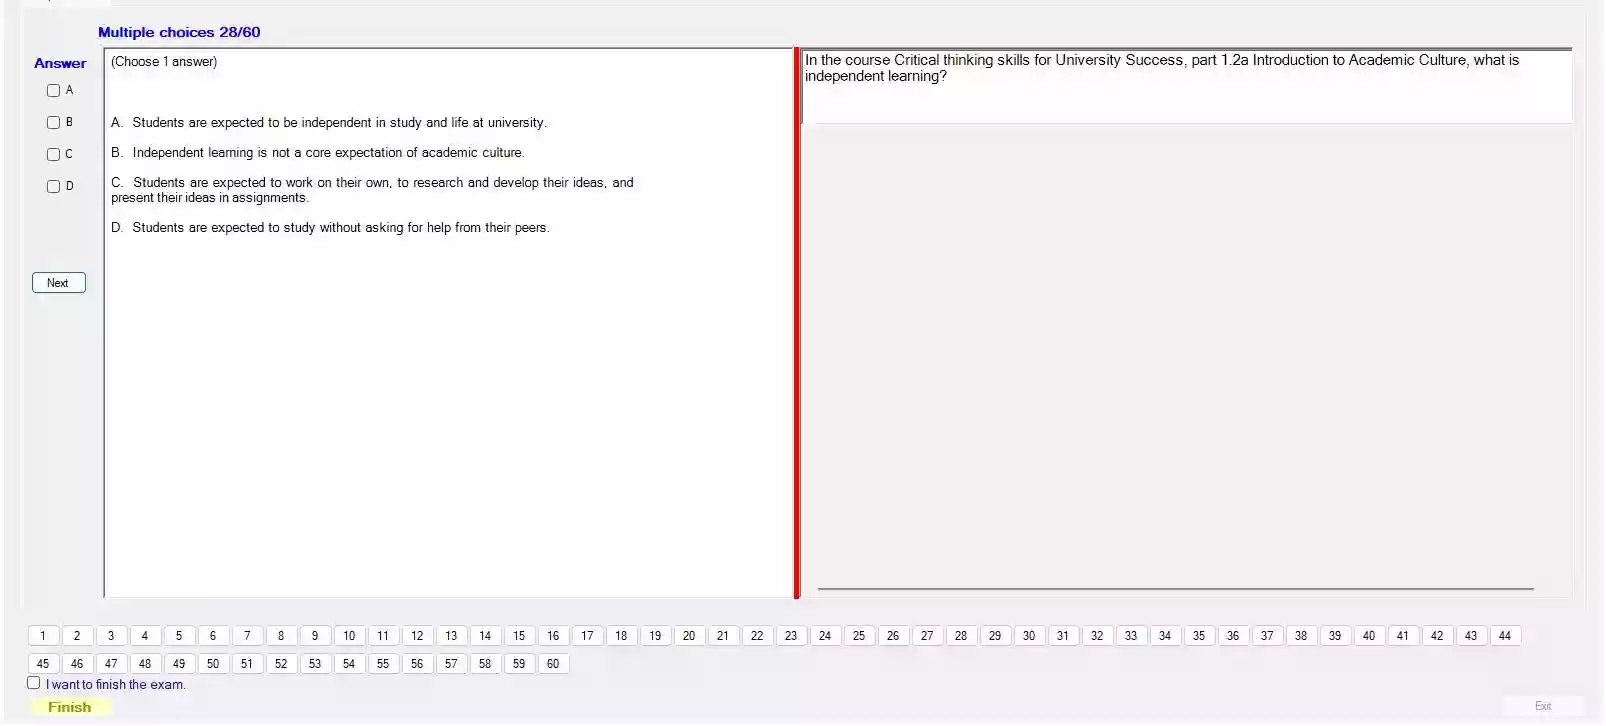 Multiple choices 28/60
Answer
A
B
C
D
Next
(Choose 1 answer)
A. Students are expected to be independent in study and life at university.
B. Independent learning is not a core expectation of academic culture.
C. Students are expected to work on their own, to research and develop their ideas, and
present their ideas in assignments.
D. Students are expected to study without asking for help from their peers.
In the course Critical thinking skills for University Success, part 1.2a Introduction to Academic Culture, what is
independent learning?
1 2 3 4 5 6 7 8 9 10 11 12 13 14 15 16 17 18 19 20 21 22 23 24 25 26 27 28 29 30 31 32 33 34 35 36 37 38 39 40 41 42 43 44
45 46 47 48 49 50 51 52 53 54 55 56 57 58 59 60
I want to finish the exam.
Finish
Exit